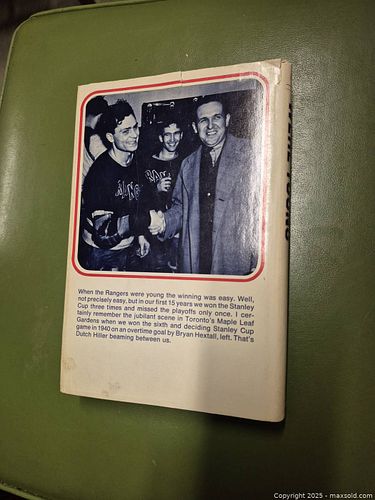 When the Rangers were young the winning was easy. Well,
not precisely easy, but in our first 15 years we won the Stanley
Cup three times and missed the playoffs only once. I cer-
tainly remember the jubilant scene in Toronto's Maple Leaf
Gardens when we won the sixth and deciding Stanley Cup
game in 1940 on an overtime goal by Bryan Hextall, left. That's
Dutch Hiller beaming between us.
Copyright 2025 - maxsold.com